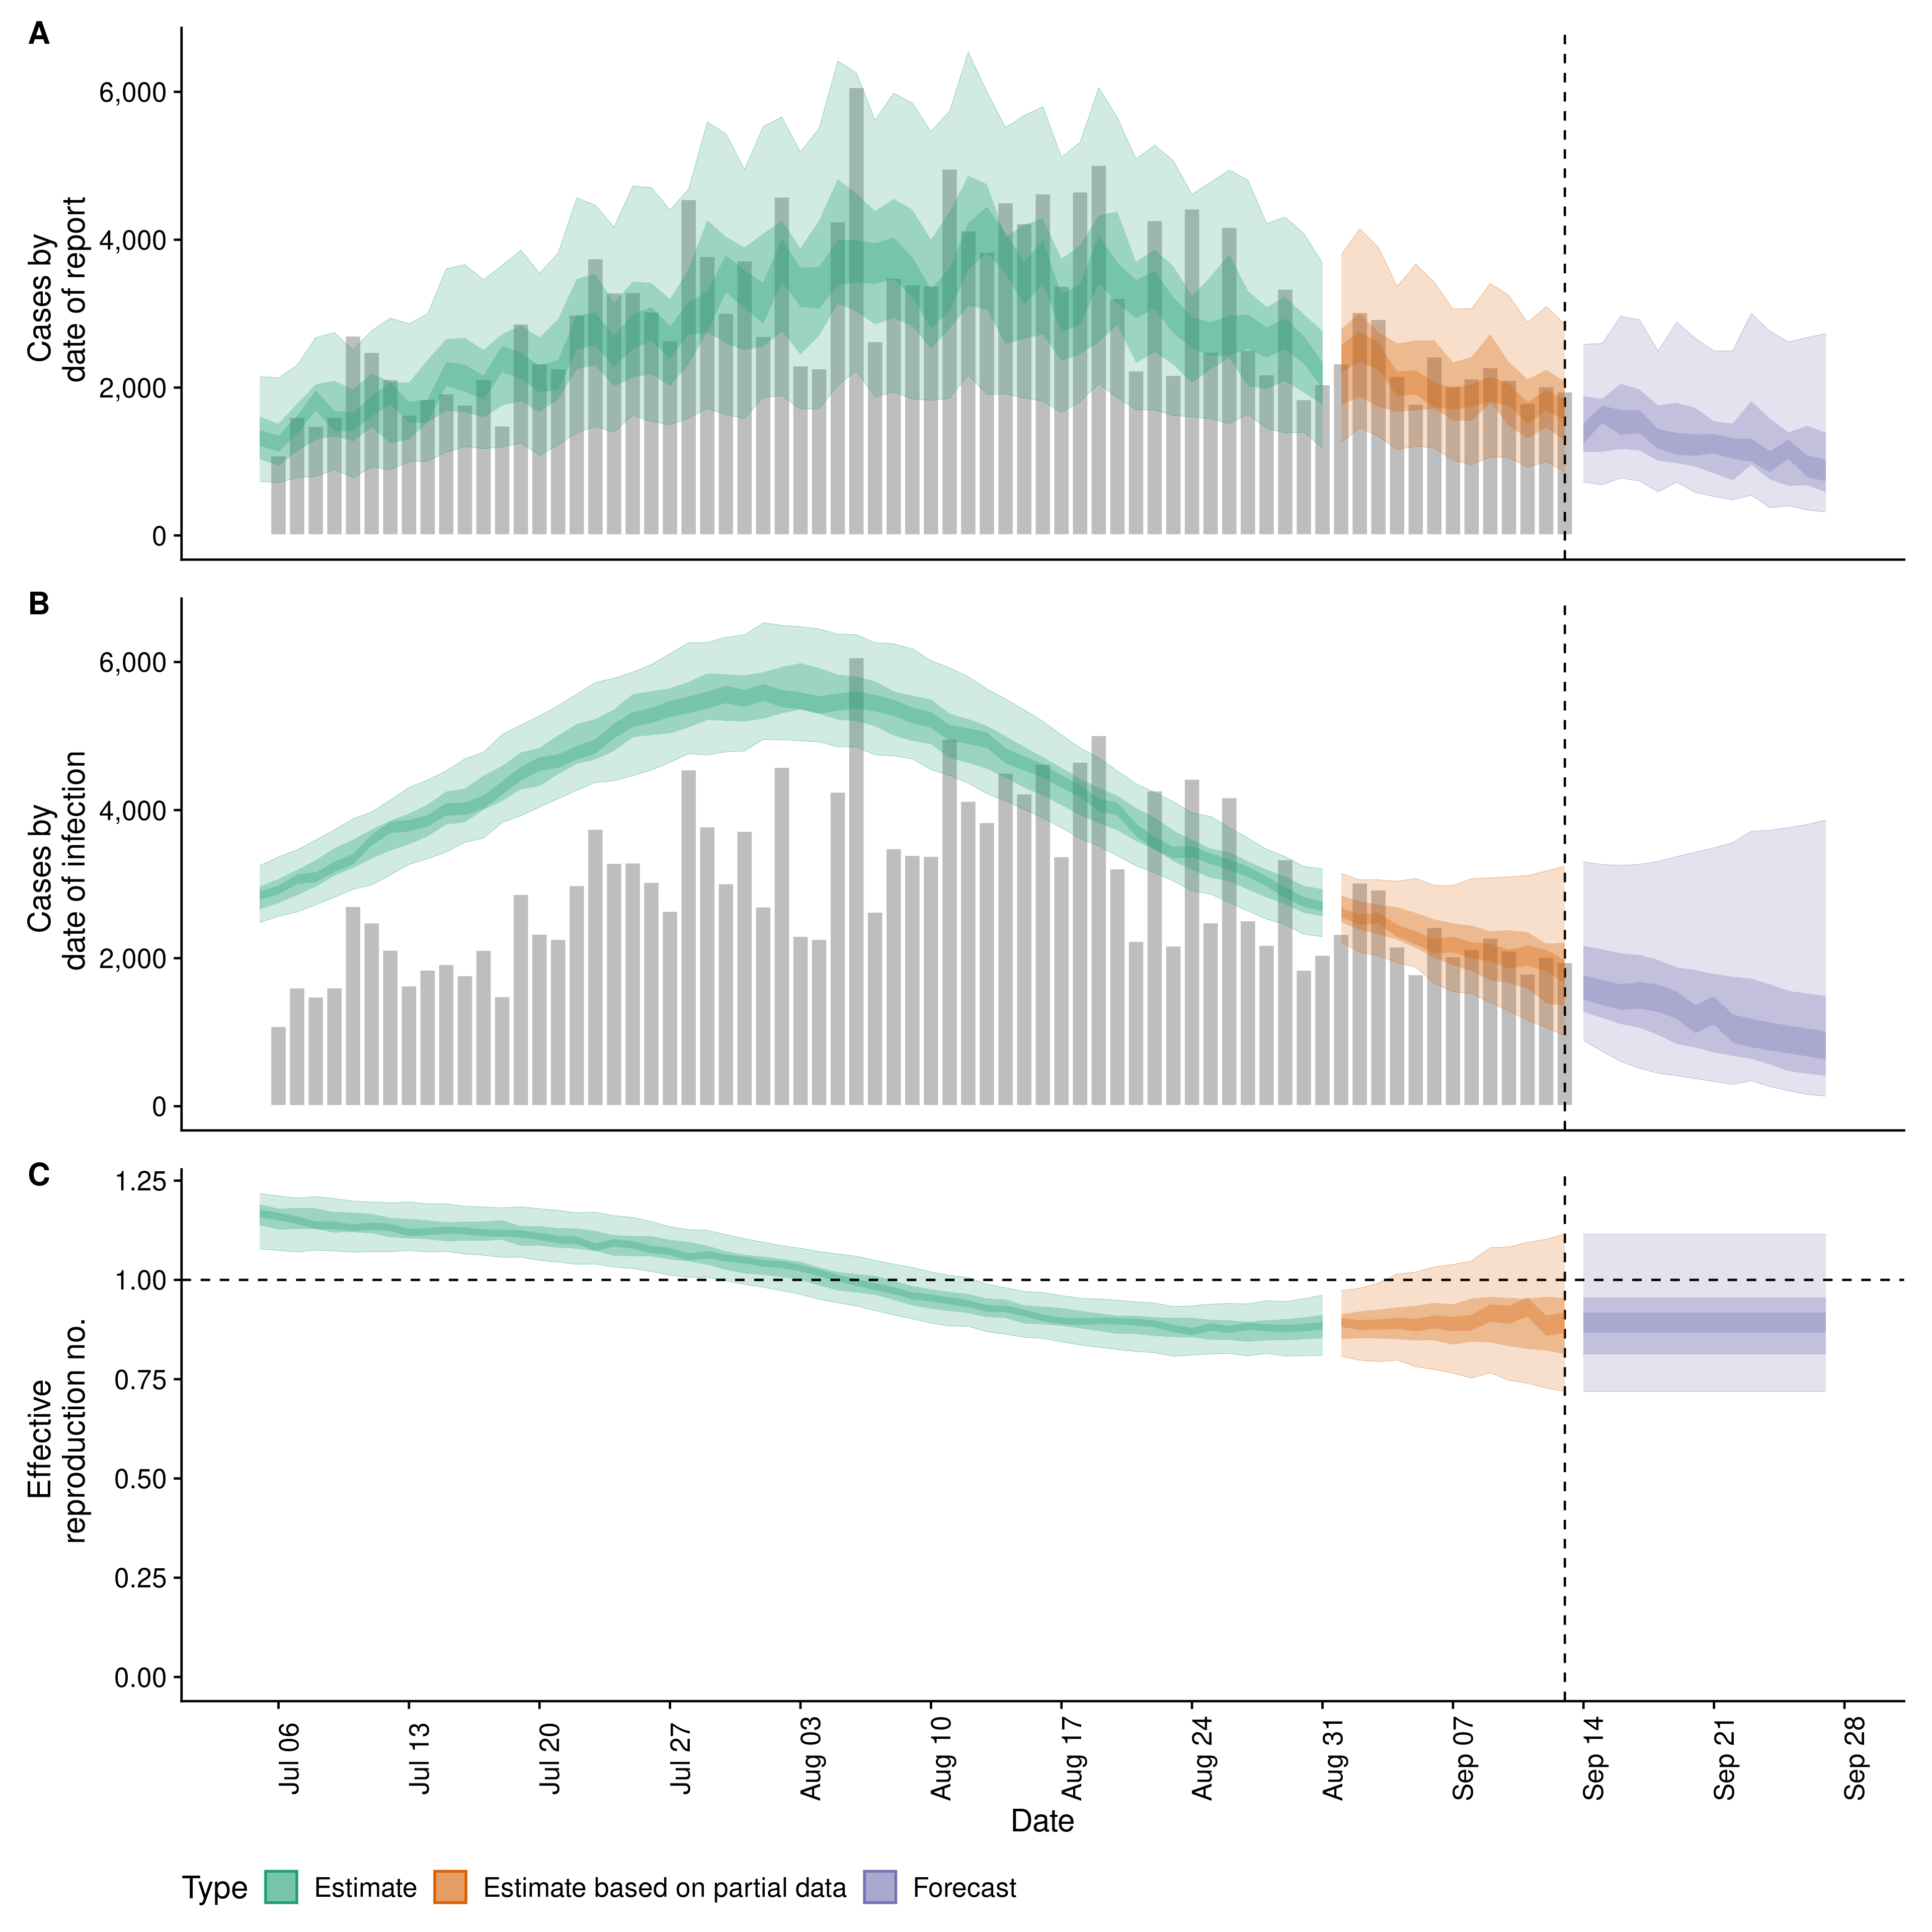 A
Cases by
date of report
6,000
4,000
2,000
0
B
Cases by
date of infection
6,000
4,000
2,000
0
C
Effective
reproduction no.
1.25
1.00
0.75
0.50
0.25
0.00
Jul 06
Jul 13
Jul 20
Jul 27
Aug 03
Aug 10
Aug 17
Aug 24
Aug 31
Sep 07
Sep 14
Sep 21
Sep 28
Date
Type Estimate Estimate based on partial data Forecast